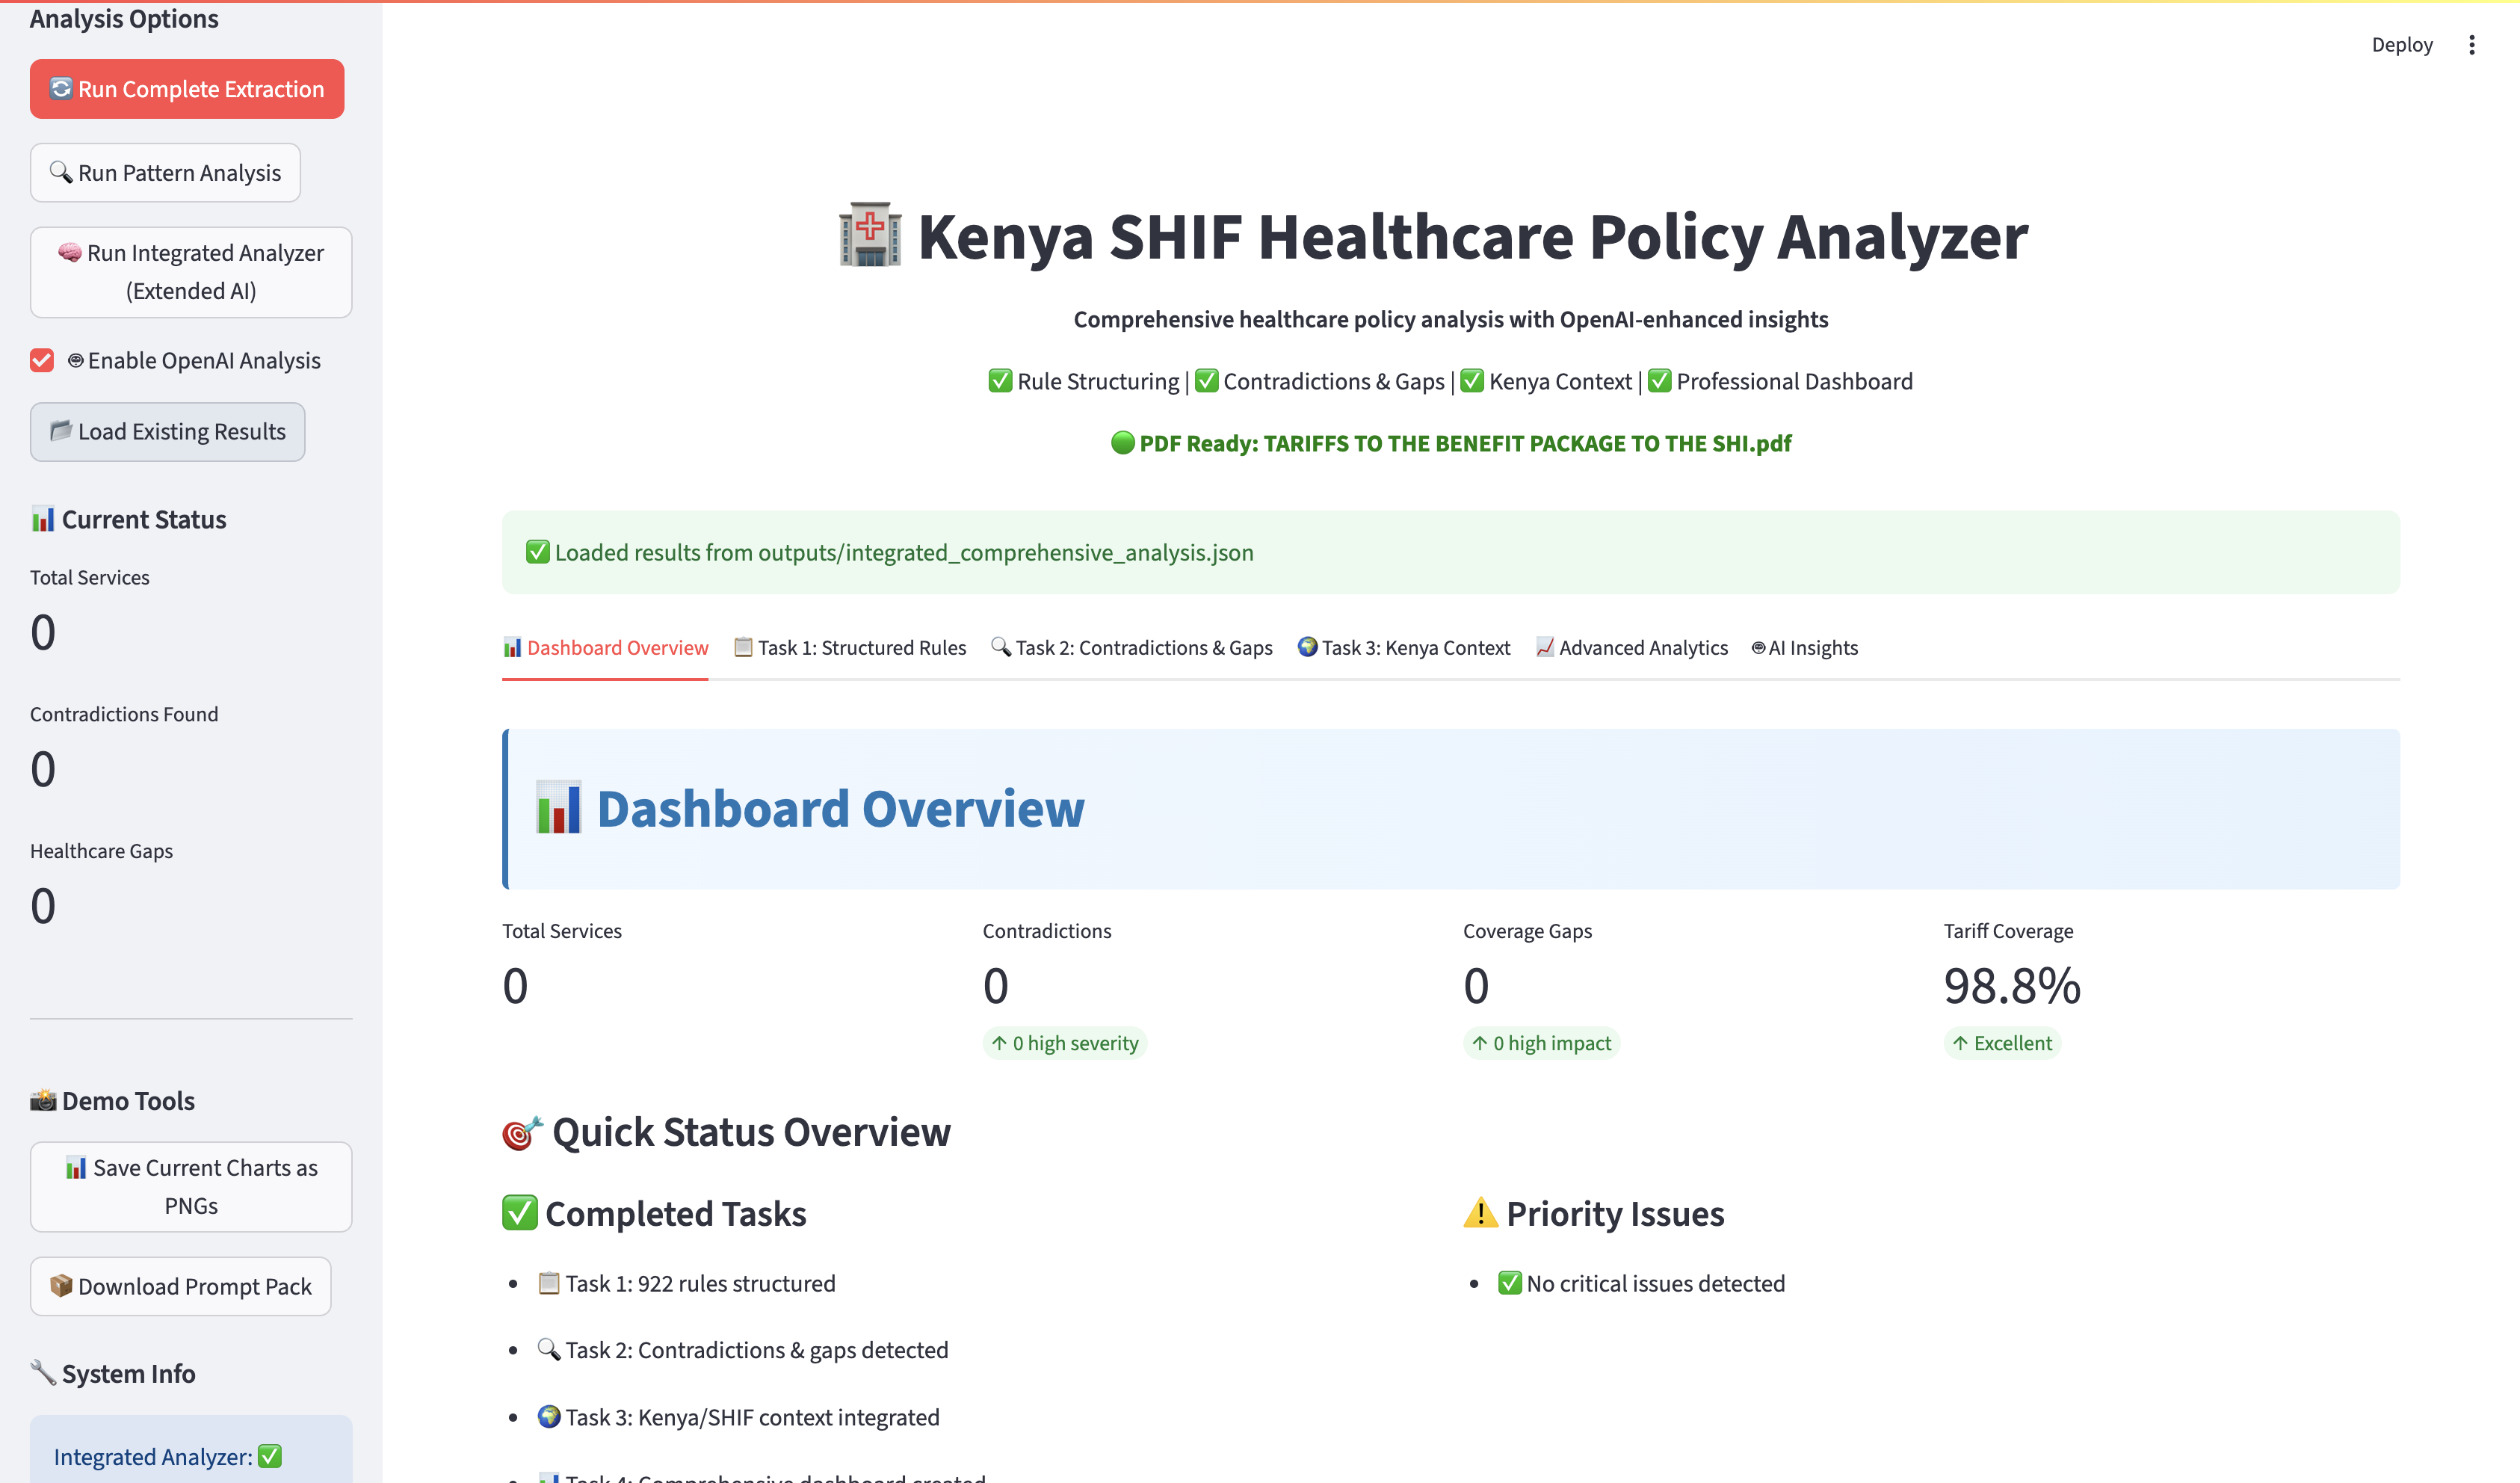 Analysis Options
Run Complete Extraction
Run Pattern Analysis
Run Integrated Analyzer
(Extended AI)
Enable OpenAI Analysis
Load Existing Results
Current Status
Total Services
0
Contradictions Found
0
Healthcare Gaps
0
Demo Tools
Save Current Charts as
PNGs
Download Prompt Pack
System Info
Integrated Analyzer: ✅
Deploy
Kenya SHIF Healthcare Policy Analyzer
Comprehensive healthcare policy analysis with OpenAI-enhanced insights
✅ Rule Structuring | ✅ Contradictions & Gaps | ✅ Kenya Context | ✅ Professional Dashboard
PDF Ready: TARIFFS TO THE BENEFIT PACKAGE TO THE SHI.pdf
✅ Loaded results from outputs/integrated_comprehensive_analysis.json
Dashboard Overview Task 1: Structured Rules Task 2: Contradictions & Gaps Task 3: Kenya Context Advanced Analytics AI Insights
Dashboard Overview
Total Services Contradictions Coverage Gaps Tariff Coverage
0 0 0 98.8%
↑ 0 high severity ↑ 0 high impact ↑ Excellent
Quick Status Overview
✅ Completed Tasks
• Task 1: 922 rules structured
• Task 2: Contradictions & gaps detected
• Task 3: Kenya/SHIF context integrated
• Task 4: Comprehensive dashboard created
⚠️ Priority Issues
• ✅ No critical issues detected